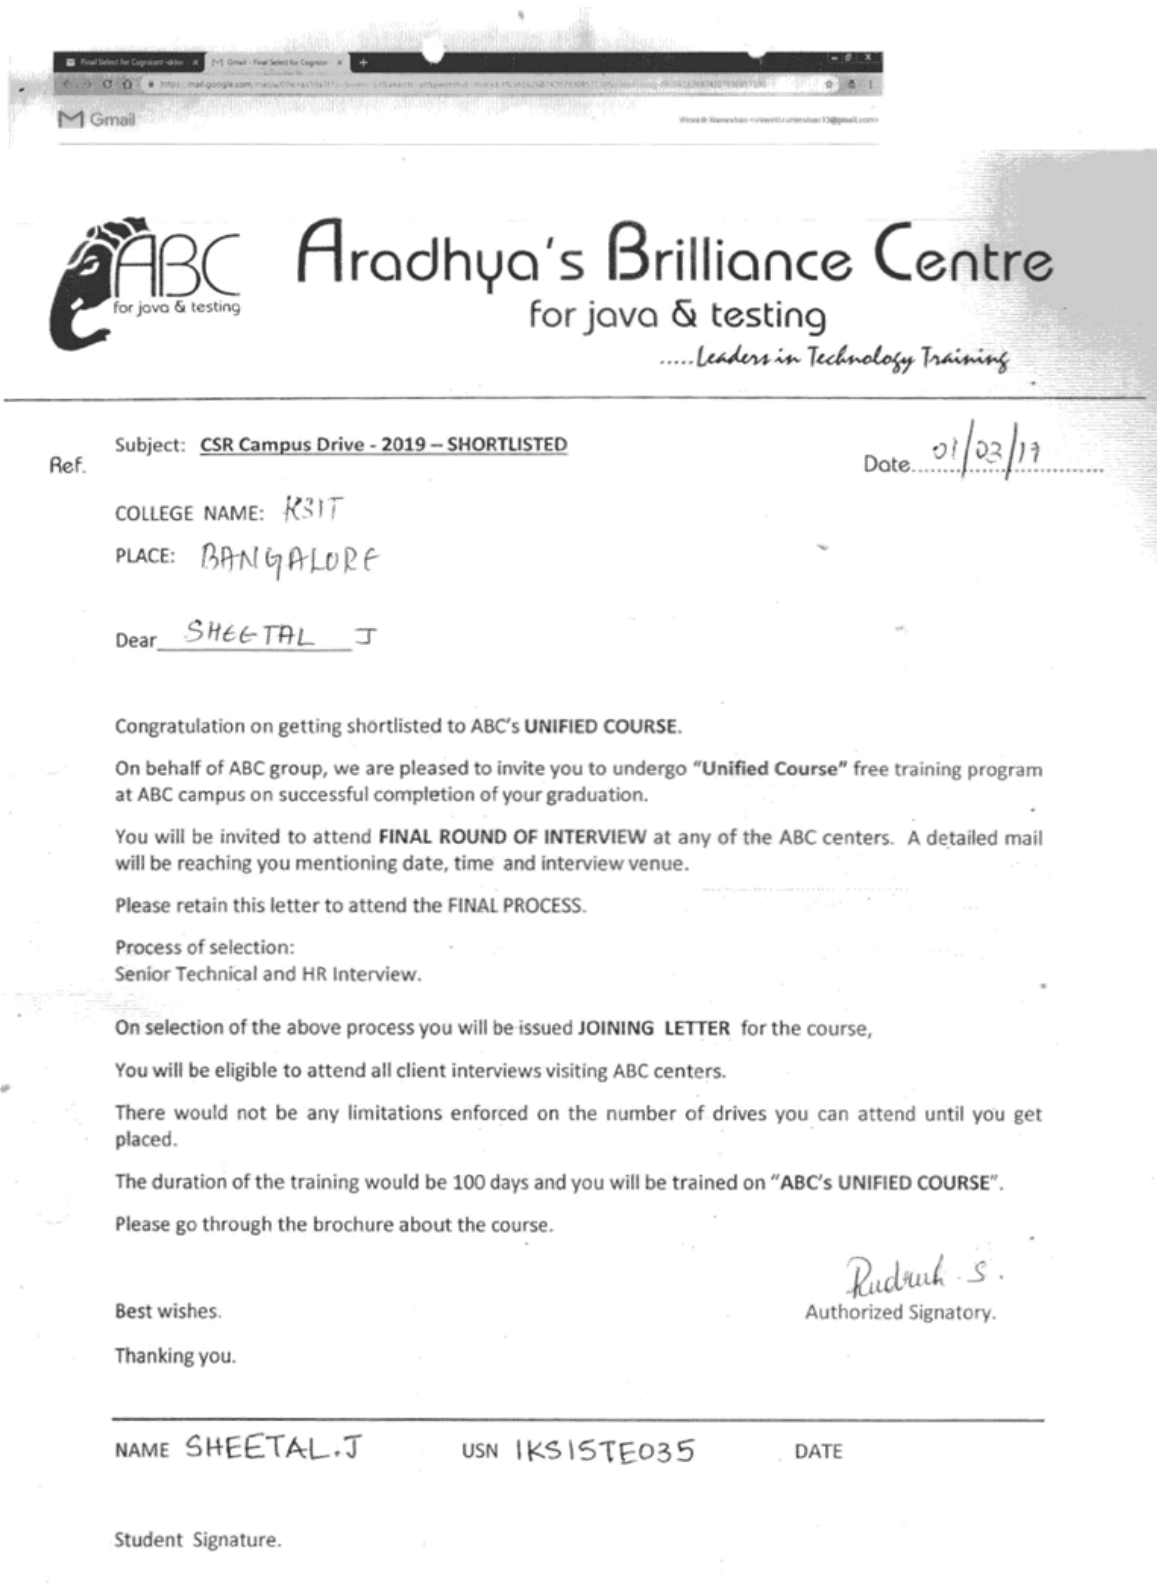 Final Select for Cognizant -drive - x
Gmail - Final Select for Cognizan x
Gmail
ABC
for java & testing
Aradhya's Brilliance Centre
for java & testing
.....Leaders in Technology Training
Subject: CSR Campus Drive - 2019 – SHORTLISTED
Ref.
Date 01/03/19
COLLEGE NAME: KSIT
PLACE: BANGALORE
Dear SHEETAL J
Congratulation on getting shortlisted to ABC's UNIFIED COURSE.
On behalf of ABC group, we are pleased to invite you to undergo "Unified Course" free training program
at ABC campus on successful completion of your graduation.
You will be invited to attend FINAL ROUND OF INTERVIEW at any of the ABC centers. A detailed mail
will be reaching you mentioning date, time and interview venue.
Please retain this letter to attend the FINAL PROCESS.
Process of selection:
Senior Technical and HR Interview.
On selection of the above process you will be issued JOINING LETTER for the course,
You will be eligible to attend all client interviews visiting ABC centers.
There would not be any limitations enforced on the number of drives you can attend until you get
placed.
The duration of the training would be 100 days and you will be trained on "ABC's UNIFIED COURSE".
Please go through the brochure about the course.
S.
Authorized Signatory.
Best wishes.
Thanking you.
NAME SHEETAL.J USN 1KS15TE035 DATE
Student Signature.